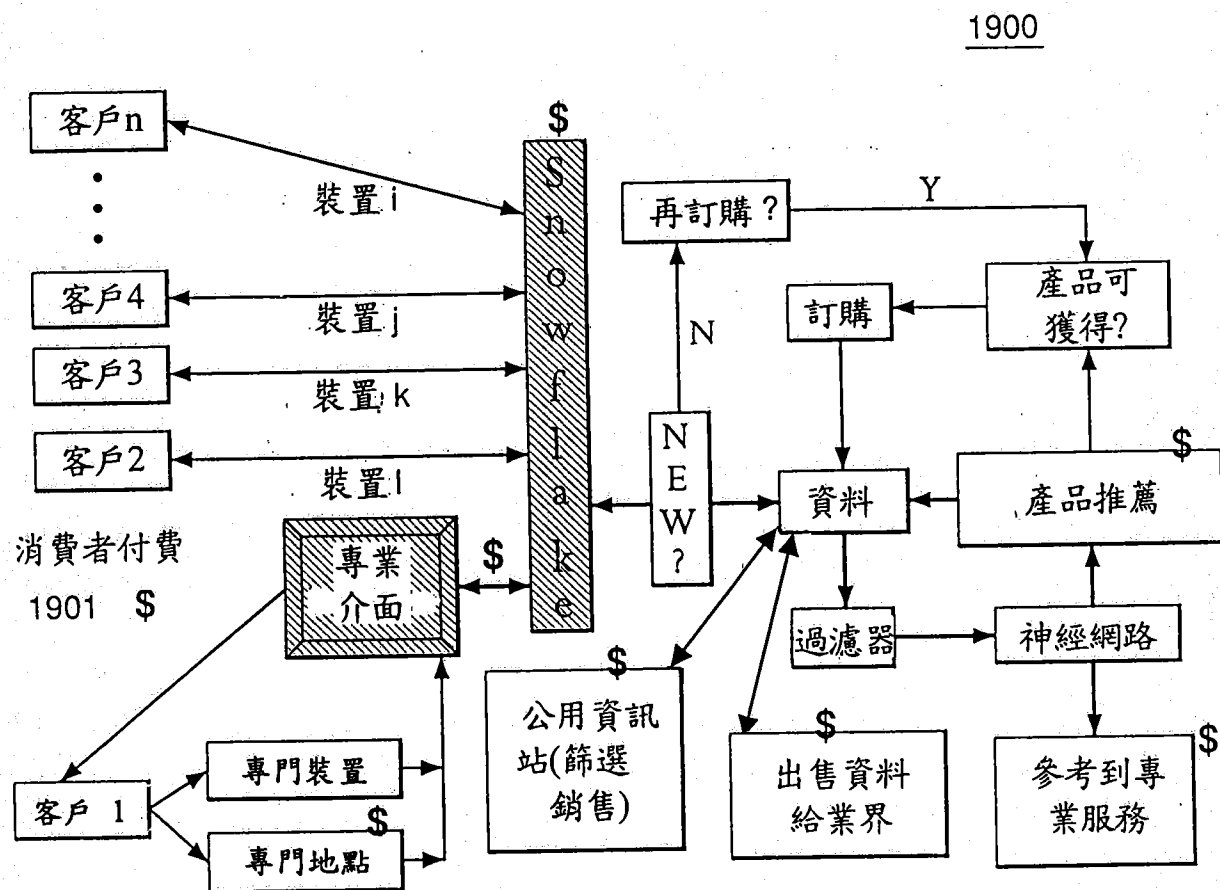 1900
客戶n
裝置i
客戶4
裝置j
客戶3
裝置k
客戶2
裝置l
消費者付費
1901 $
$
Snowflake
專業
介面
$
客戶 1
專門裝置
$
專門地點
再訂購?
Y
N
NEW?
訂購
產品可
獲得?
資料
$
產品推薦
過濾器
神經網路
$
公用資訊
站(篩選
銷售)
$
出售資料
給業界
$
參考到專
業服務